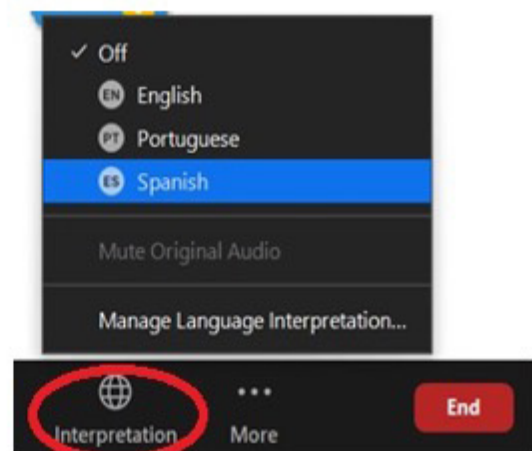 ✓ Off
EN English
PT Portuguese
ES Spanish
Mute Original Audio
Manage Language Interpretation...
Interpretation
More
End